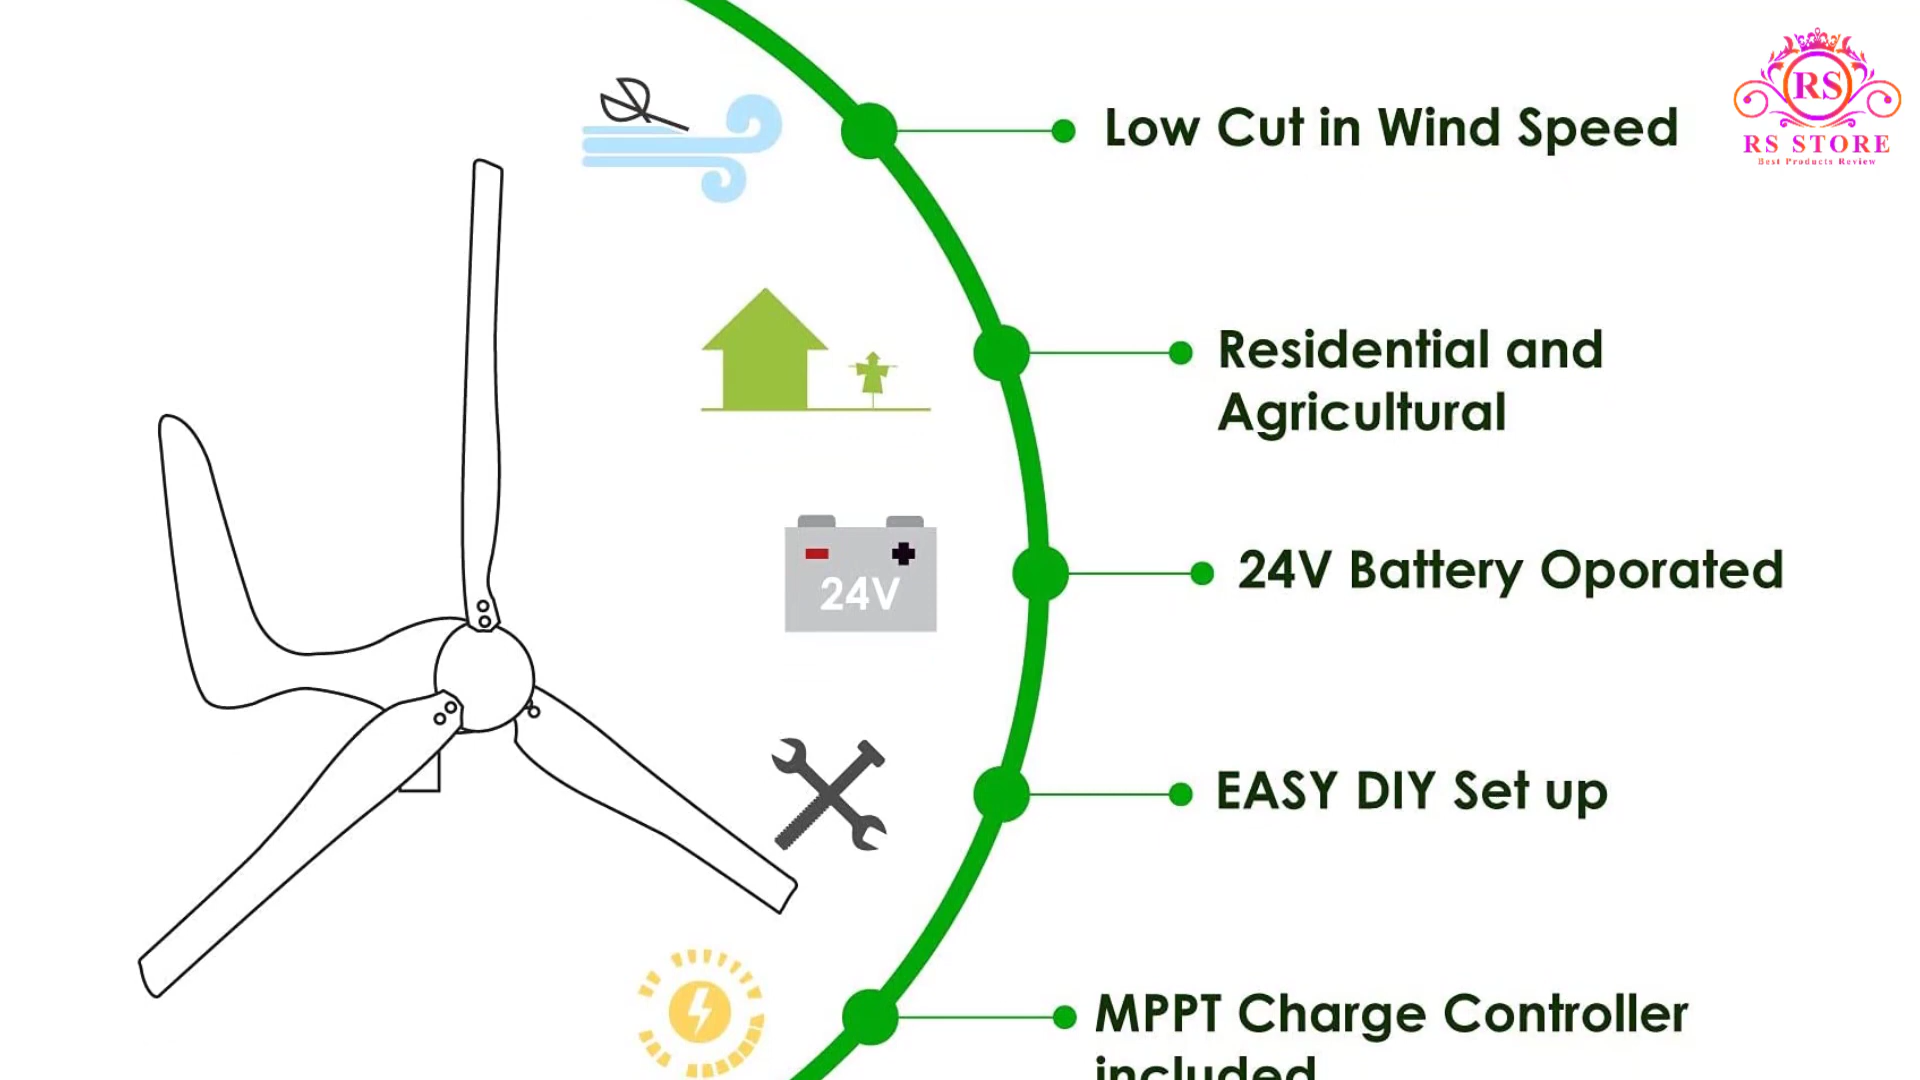 Low Cut in Wind Speed
RS
RS STORE
Best Products Review
Residential and
Agricultural
24V
24V Battery Oporated
EASY DIY Set up
MPPT Charge Controller
included